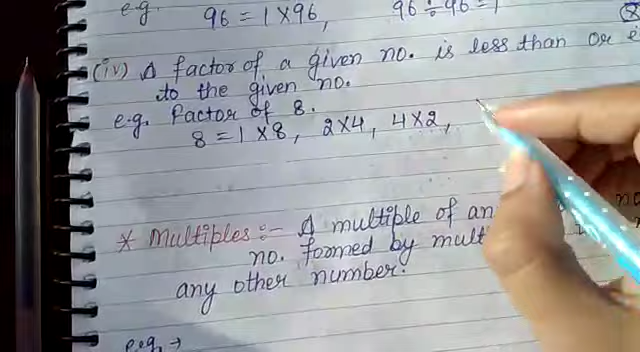 e.g. 96 = 1 × 96, 96 ÷ 96 = 1
(iv) A factor of a given no. is less than or
to the given no.
e.g. Factor of 8.
8 = 1 × 8, 2 × 4, 4 × 2,
* Multiples :- A multiple of an no
no. formed by mult
any other number.
e.g. →